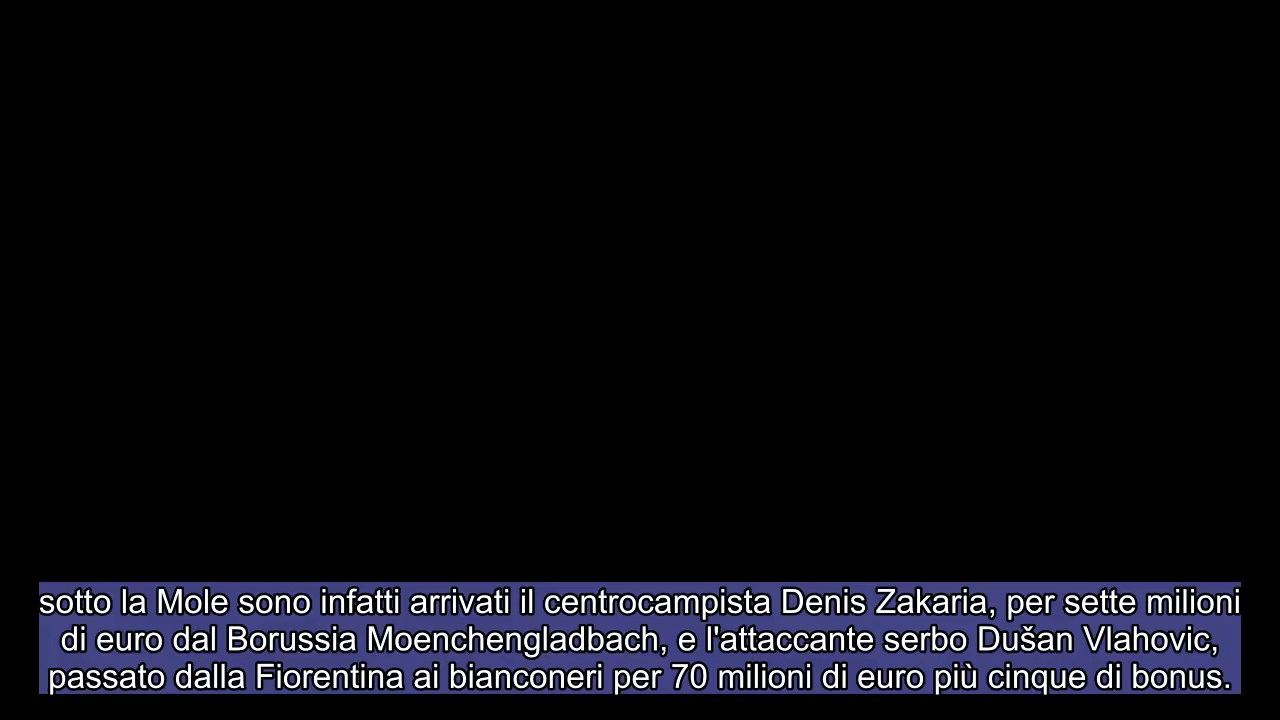 sotto la Mole sono infatti arrivati il centrocampista Denis Zakaria, per sette milioni
di euro dal Borussia Moenchengladbach, e l'attaccante serbo Dušan Vlahovic,
passato dalla Fiorentina ai bianconeri per 70 milioni di euro più cinque di bonus.